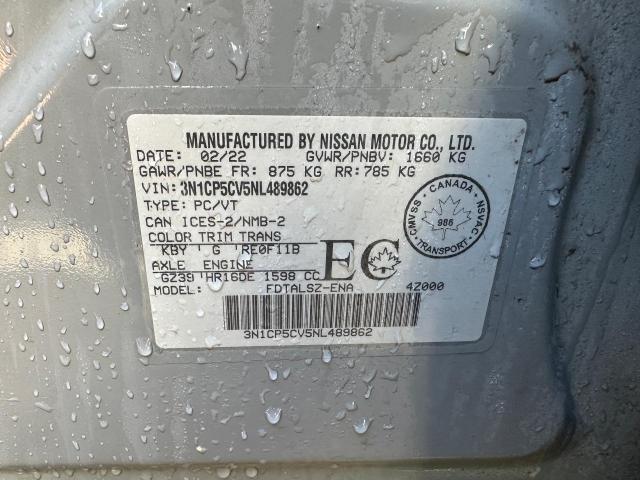 MANUFACTURED BY NISSAN MOTOR CO., LTD.
DATE: 02/22 GVWR/PNBV: 1660 KG
GAWR/PNBE FR: 875 KG RR: 785 KG
VIN: 3N1CP5CV5NL489862
TYPE: PC/VT
CAN ICES-2/NMB-2
COLOR TRIM TRANS
KBY G RE0F11B
AXLE ENGINE
GZ39 HR16DE 1598 CC
MODEL: FDTALSZ-ENA 4Z000
3N1CP5CV5NL489862
EC
CMVSS - CANADA - NSVAC
986
TRANSPORT